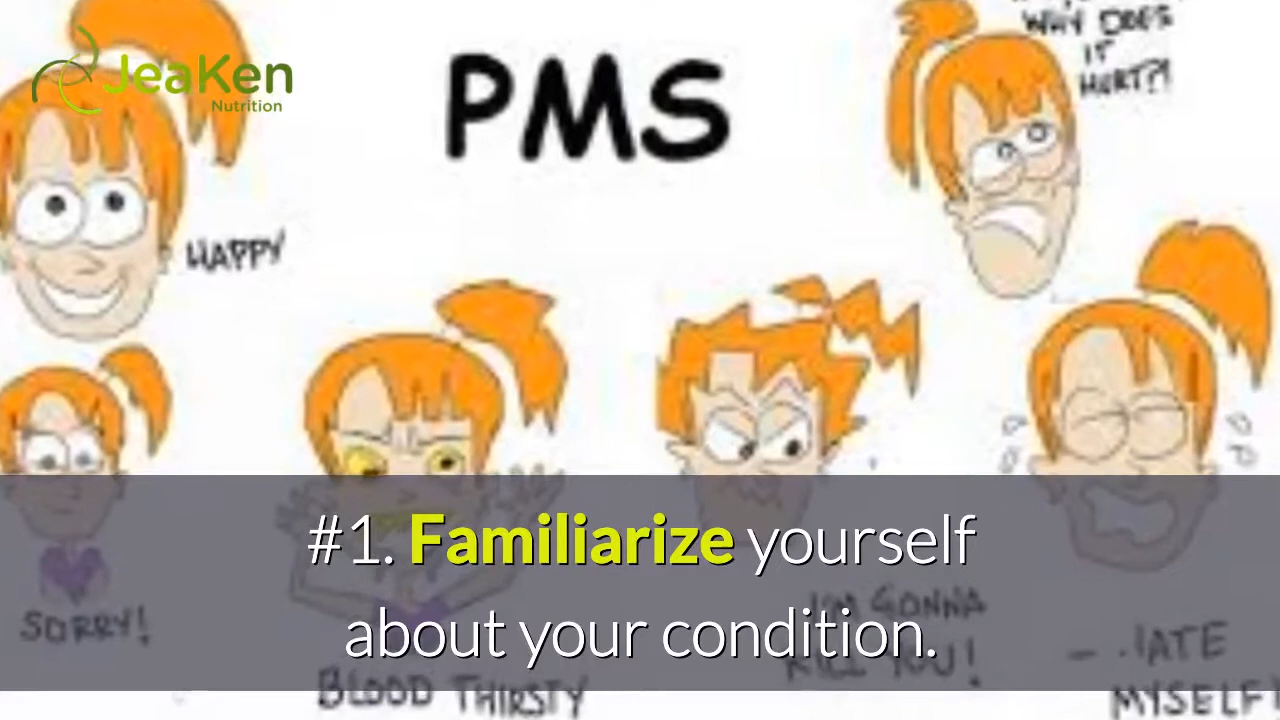 JeaKen
Nutrition
PMS
WHY DOES
IT
HURT?!
HAPPY
#1. Familiarize yourself
about your condition.
SORRY!
BLOOD THIRSTY
I'M GONNA
KILL YOU!
MYSELF!